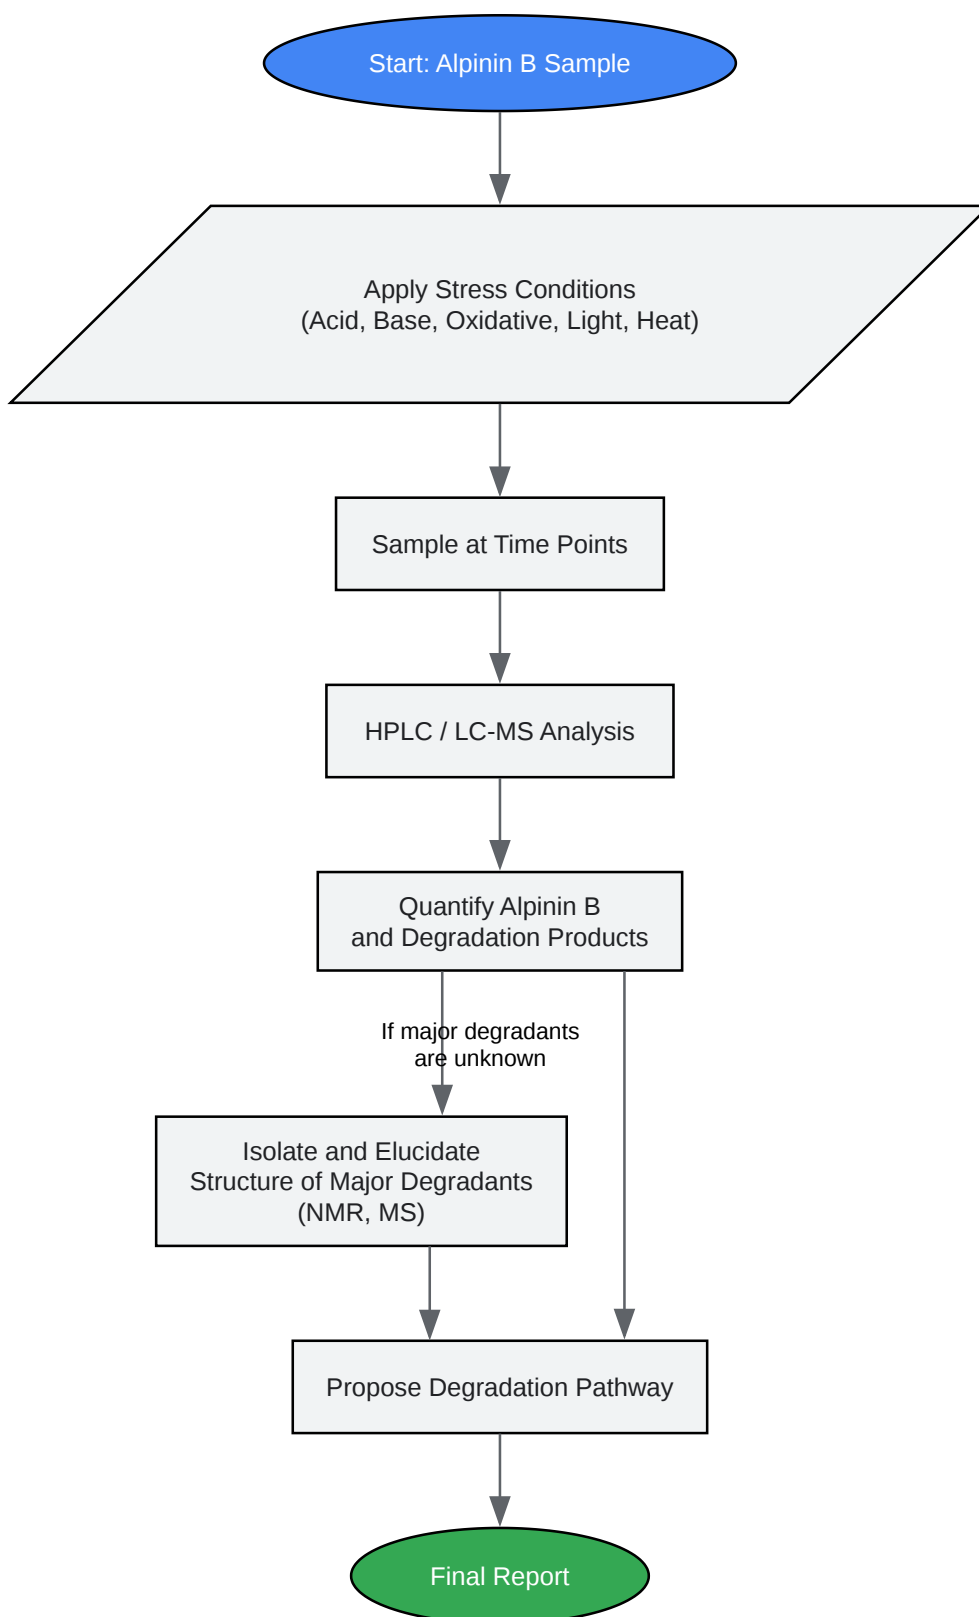 Start: Alpinin B Sample
Apply Stress Conditions
(Acid, Base, Oxidative, Light, Heat)
Sample at Time Points
HPLC / LC-MS Analysis
Quantify Alpinin B
and Degradation Products
If major degradants
are unknown
Isolate and Elucidate
Structure of Major Degradants
(NMR, MS)
Propose Degradation Pathway
Final Report